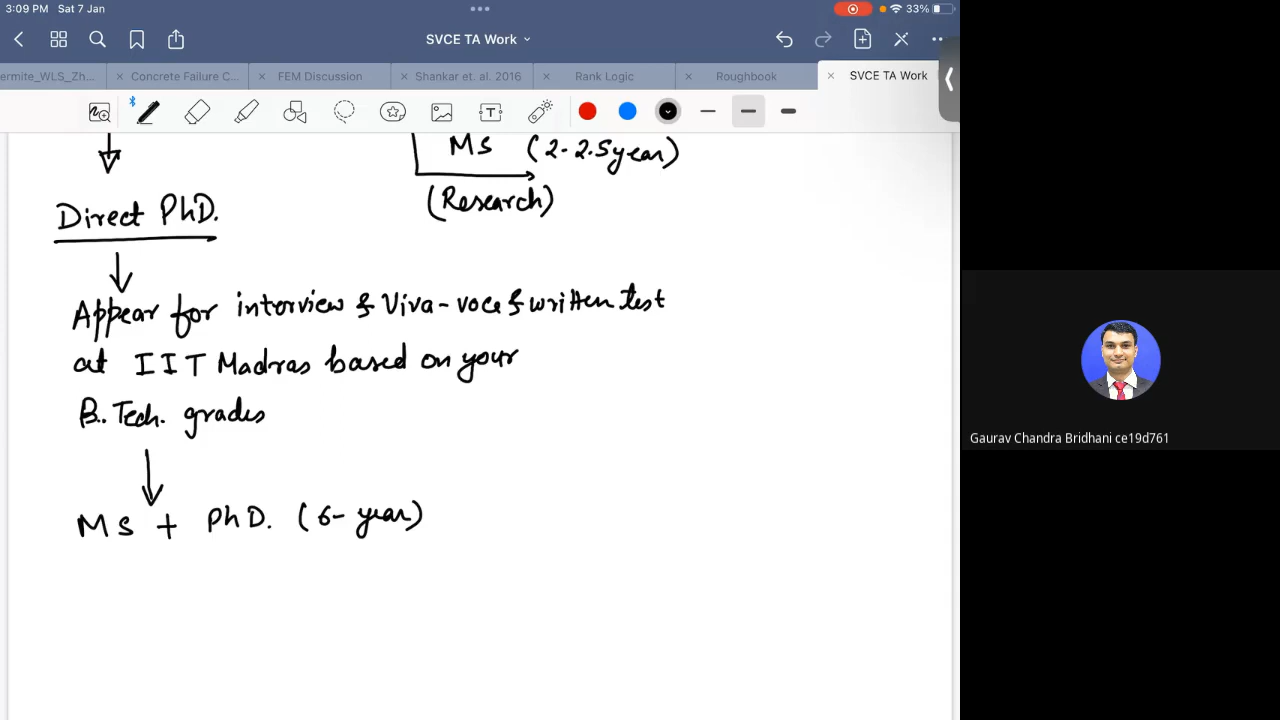 3:09 PM Sat 7 Jan
33%
SVCE TA Work
ermite_WLS_Zh...
Concrete Failure C...
FEM Discussion
Shankar et. al. 2016
Rank Logic
Roughbook
SVCE TA Work
MS (2-2.5 year)
(Research)
Direct PhD.
Appear for interview & Viva-voce & written test
at IIT Madras based on your
B. Tech. grades
MS + PhD. (6-year)
Gaurav Chandra Bridhani ce19d761